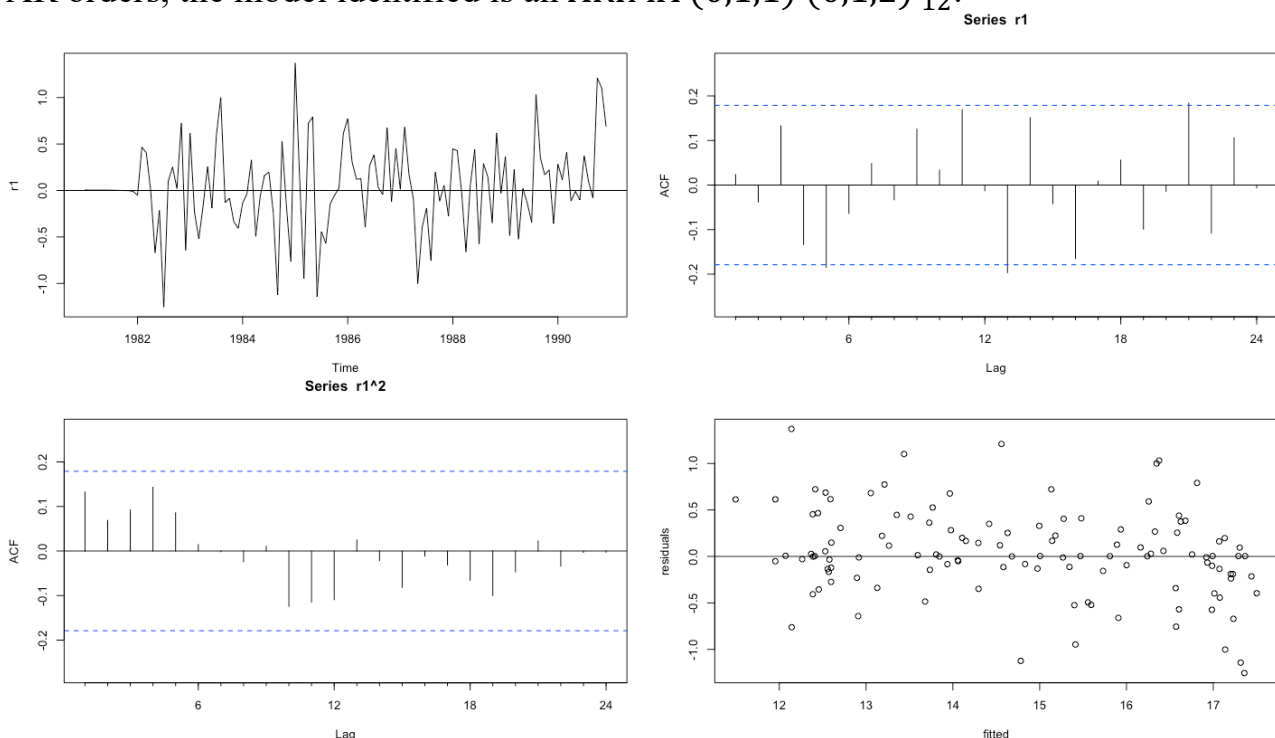 AR orders, the model identified is an ARIMA (0,1,1) (0,1,2) 12.
Series r1
r1
1.0
0.5
0.0
-0.5
-1.0
1982 1984 1986 1988 1990
Time
ACF
0.2
0.1
0.0
-0.1
-0.2
6 12 18 24
Lag
Series r1^2
ACF
0.2
0.1
0.0
-0.1
-0.2
6 12 18 24
Lag
residuals
1.0
0.5
0.0
-0.5
-1.0
12 13 14 15 16 17
fitted